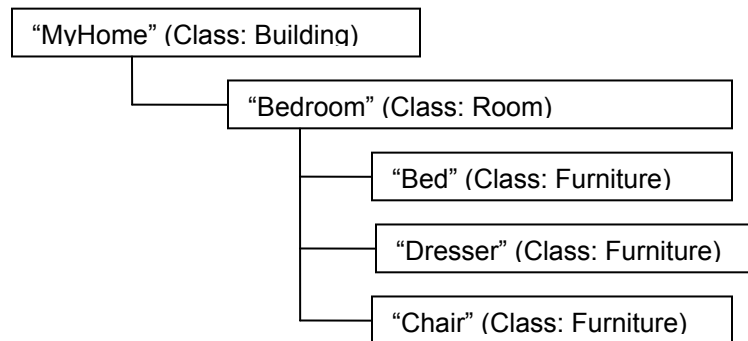 “MyHome” (Class: Building)
“Bedroom” (Class: Room)
“Bed” (Class: Furniture)
“Dresser” (Class: Furniture)
“Chair” (Class: Furniture)